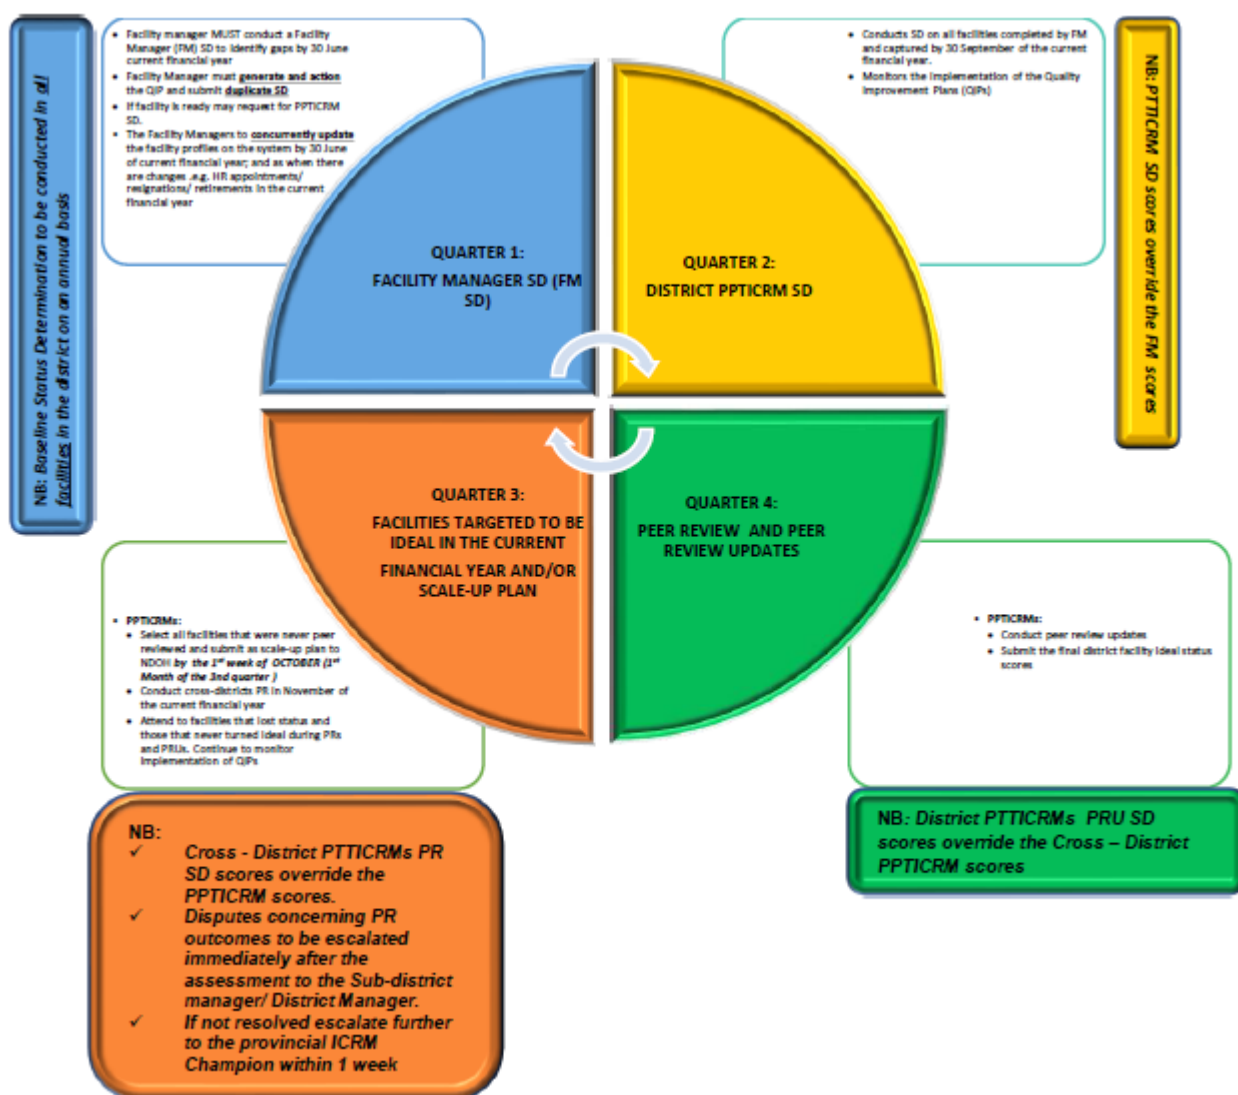 NB: Baseline Status Determination to be conducted in all
facilities in the district on an annual basis
• Facility manager MUST conduct a Facility
Manager (FM) SD to identify gaps by 30 June
current financial year
• Facility Manager must generate and action
the QIP and submit duplicate SD
• If facility is ready may request for PPTICRM
SD.
• The Facility Managers to concurrently update
the facility profiles on the system by 30 June
of current financial year; and as when there
are changes .e.g. HR appointments/
resignations/ retirements in the current
financial year
• Conducts SD on all facilities completed by FM
and captured by 30 September of the current
financial year.
• Monitors the implementation of the Quality
Improvement Plans (QIPs)
NB: PTTICRM SD scores override the FM scores
QUARTER 1:
FACILITY MANAGER SD (FM
SD)
QUARTER 2:
DISTRICT PPTICRM SD
QUARTER 3:
FACILITIES TARGETED TO BE
IDEAL IN THE CURRENT
FINANCIAL YEAR AND/OR
SCALE-UP PLAN
QUARTER 4:
PEER REVIEW AND PEER
REVIEW UPDATES
• PPTICRMs:
• Select all facilities that were never peer
reviewed and submit as scale-up plan to
NDOH by the 1st week of OCTOBER (1st
Month of the 3nd quarter )
• Conduct cross-districts PR in November of
the current financial year
• Attend to facilities that lost status and
those that never turned ideal during PRs
and PRUs. Continue to monitor
implementation of QIPs
• PPTICRMs:
• Conduct peer review updates
• Submit the final district facility ideal status
scores
NB:
✓ Cross - District PTTICRMs PR
SD scores override the
PPTICRM scores.
✓ Disputes concerning PR
outcomes to be escalated
immediately after the
assessment to the Sub-district
manager/ District Manager.
✓ If not resolved escalate further
to the provincial ICRM
Champion within 1 week
NB: District PTTICRMs PRU SD
scores override the Cross – District
PPTICRM scores